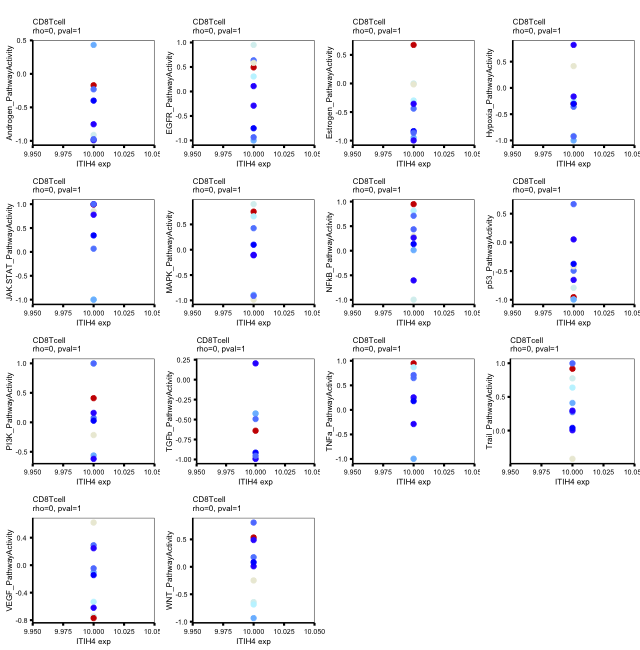 CD8Tcell
rho=0, pval=1
Androgen_PathwayActivity
0.5
0.0
-0.5
-1.0
9.950 9.975 10.000 10.025 10.05
ITIH4 exp
CD8Tcell
rho=0, pval=1
EGFR_PathwayActivity
1.0
0.5
0.0
-0.5
-1.0
9.950 9.975 10.000 10.025 10.050
ITIH4 exp
CD8Tcell
rho=0, pval=1
Estrogen_PathwayActivity
0.5
0.0
-0.5
-1.0
9.950 9.975 10.000 10.025 10.05
ITIH4 exp
CD8Tcell
rho=0, pval=1
Hypoxia_PathwayActivity
0.5
0.0
-0.5
-1.0
9.950 9.975 10.000 10.025 10.05
ITIH4 exp
CD8Tcell
rho=0, pval=1
JAK.STAT_PathwayActivity
1.0
0.5
0.0
-0.5
-1.0
9.950 9.975 10.000 10.025 10.05
ITIH4 exp
CD8Tcell
rho=0, pval=1
MAPK_PathwayActivity
0.5
0.0
-0.5
-1.0
9.950 9.975 10.000 10.025 10.050
ITIH4 exp
CD8Tcell
rho=0, pval=1
NFkB_PathwayActivity
1.0
0.5
0.0
-0.5
-1.0
9.950 9.975 10.000 10.025 10.05
ITIH4 exp
CD8Tcell
rho=0, pval=1
p53_PathwayActivity
0.5
0.0
-0.5
-1.0
9.950 9.975 10.000 10.025 10.05
ITIH4 exp
CD8Tcell
rho=0, pval=1
PI3K_PathwayActivity
1.0
0.5
0.0
-0.5
9.950 9.975 10.000 10.025 10.05
ITIH4 exp
CD8Tcell
rho=0, pval=1
TGFb_PathwayActivity
0.25
0.00
-0.25
-0.50
-0.75
-1.00
9.950 9.975 10.000 10.025 10.05
ITIH4 exp
CD8Tcell
rho=0, pval=1
TNFa_PathwayActivity
1.0
0.5
0.0
-0.5
-1.0
9.950 9.975 10.000 10.025 10.05
ITIH4 exp
CD8Tcell
rho=0, pval=1
Trail_PathwayActivity
1.0
0.5
0.0
9.950 9.975 10.000 10.025 10.05
ITIH4 exp
CD8Tcell
rho=0, pval=1
VEGF_PathwayActivity
0.4
0.0
-0.4
-0.8
9.950 9.975 10.000 10.025 10.05
ITIH4 exp
CD8Tcell
rho=0, pval=1
WNT_PathwayActivity
0.5
0.0
-0.5
-1.0
9.950 9.975 10.000 10.025 10.050
ITIH4 exp